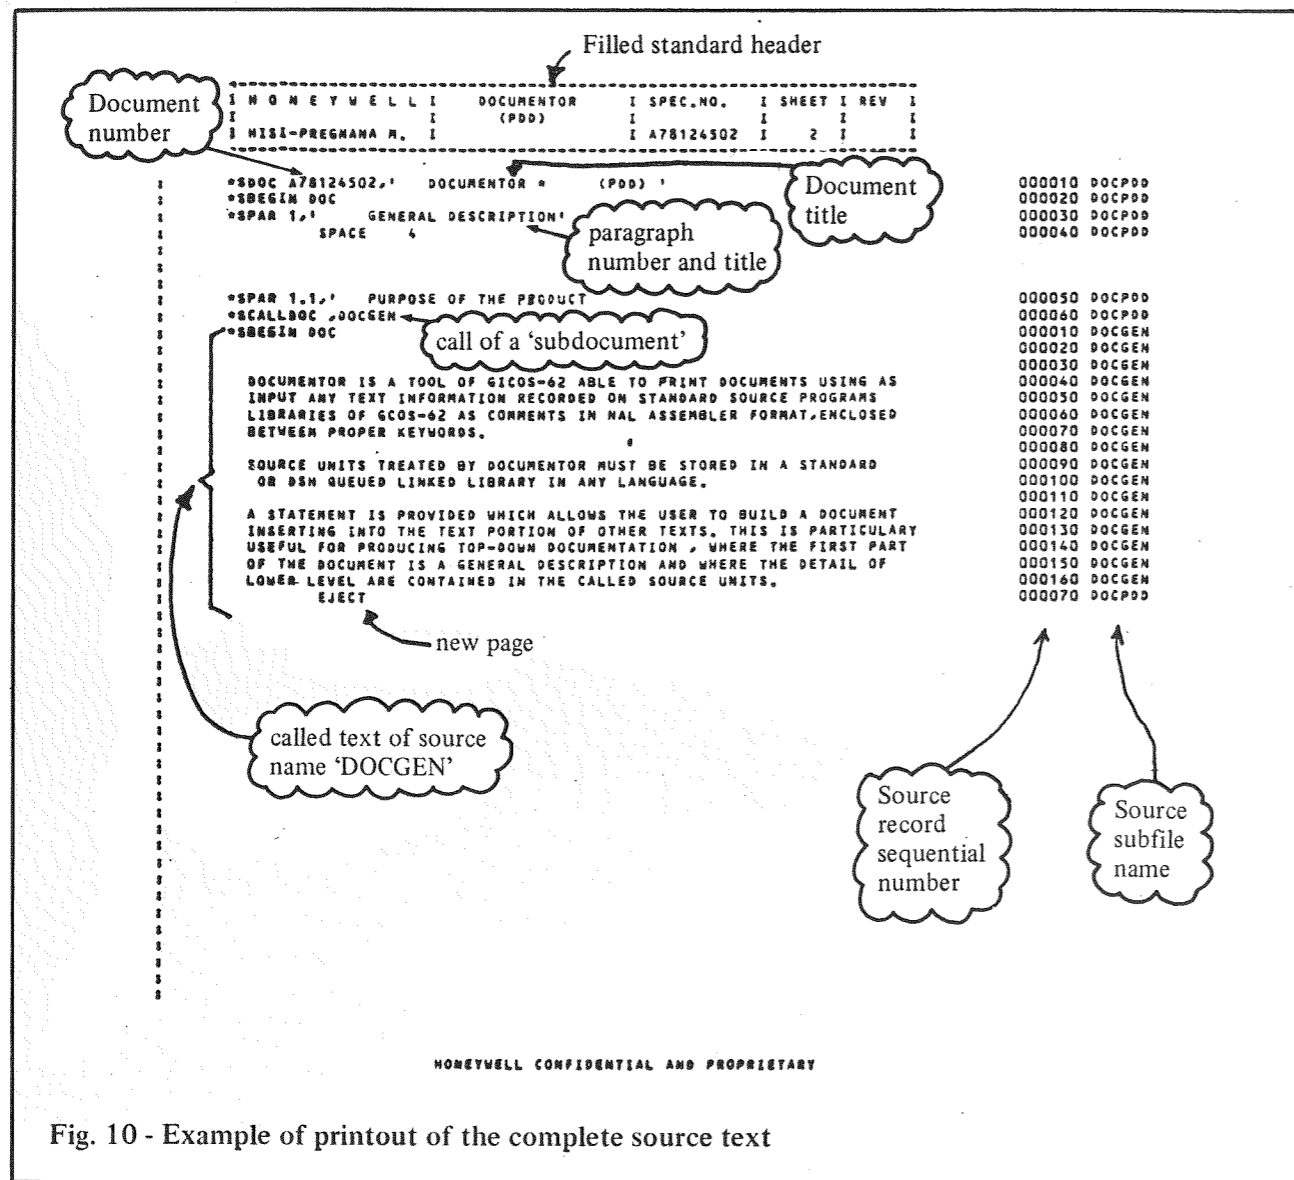 Filled standard header
Document number
I H O N E Y W E L L I DOCUMENTOR I SPEC.NO. I SHEET I REV I
I I (PDD) I I I I
I HISI-PREGNANA M. I I A78124502 I 2 I I
*$DOC A78124502,' DOCUMENTOR * (PDD) ' 000010 DOCPDD
*$BEGIN DOC 000020 DOCPDD
*$PAR 1,' GENERAL DESCRIPTION' 000030 DOCPDD
SPACE 4 000040 DOCPDD
Document title
paragraph number and title
*$PAR 1.1,' PURPOSE OF THE PRODUCT 000050 DOCPDD
*$CALLDOC ,DOCGEN 000060 DOCPDD
*$BEGIN DOC 000010 DOCGEN
call of a ‘subdocument’
000020 DOCGEN
000030 DOCGEN
DOCUMENTOR IS A TOOL OF GICOS-62 ABLE TO PRINT DOCUMENTS USING AS 000040 DOCGEN
INPUT ANY TEXT INFORMATION RECORDED ON STANDARD SOURCE PROGRAMS 000050 DOCGEN
LIBRARIES OF GCOS-62 AS COMMENTS IN NAL ASSEMBLER FORMAT,ENCLOSED 000060 DOCGEN
BETWEEN PROPER KEYWORDS. 000070 DOCGEN
000080 DOCGEN
SOURCE UNITS TREATED BY DOCUMENTOR MUST BE STORED IN A STANDARD 000090 DOCGEN
OR DSM QUEUED LINKED LIBRARY IN ANY LANGUAGE. 000100 DOCGEN
000110 DOCGEN
A STATEMENT IS PROVIDED WHICH ALLOWS THE USER TO BUILD A DOCUMENT 000120 DOCGEN
INSERTING INTO THE TEXT PORTION OF OTHER TEXTS. THIS IS PARTICULARY 000130 DOCGEN
USEFUL FOR PRODUCING TOP-DOWN DOCUMENTATION , WHERE THE FIRST PART 000140 DOCGEN
OF THE DOCUMENT IS A GENERAL DESCRIPTION AND WHERE THE DETAIL OF 000150 DOCGEN
LOWER LEVEL ARE CONTAINED IN THE CALLED SOURCE UNITS. 000160 DOCGEN
EJECT 000070 DOCPDD
new page
called text of source name ‘DOCGEN’
Source record sequential number
Source subfile name
HONEYWELL CONFIDENTIAL AND PROPRIETARY
Fig. 10 - Example of printout of the complete source text